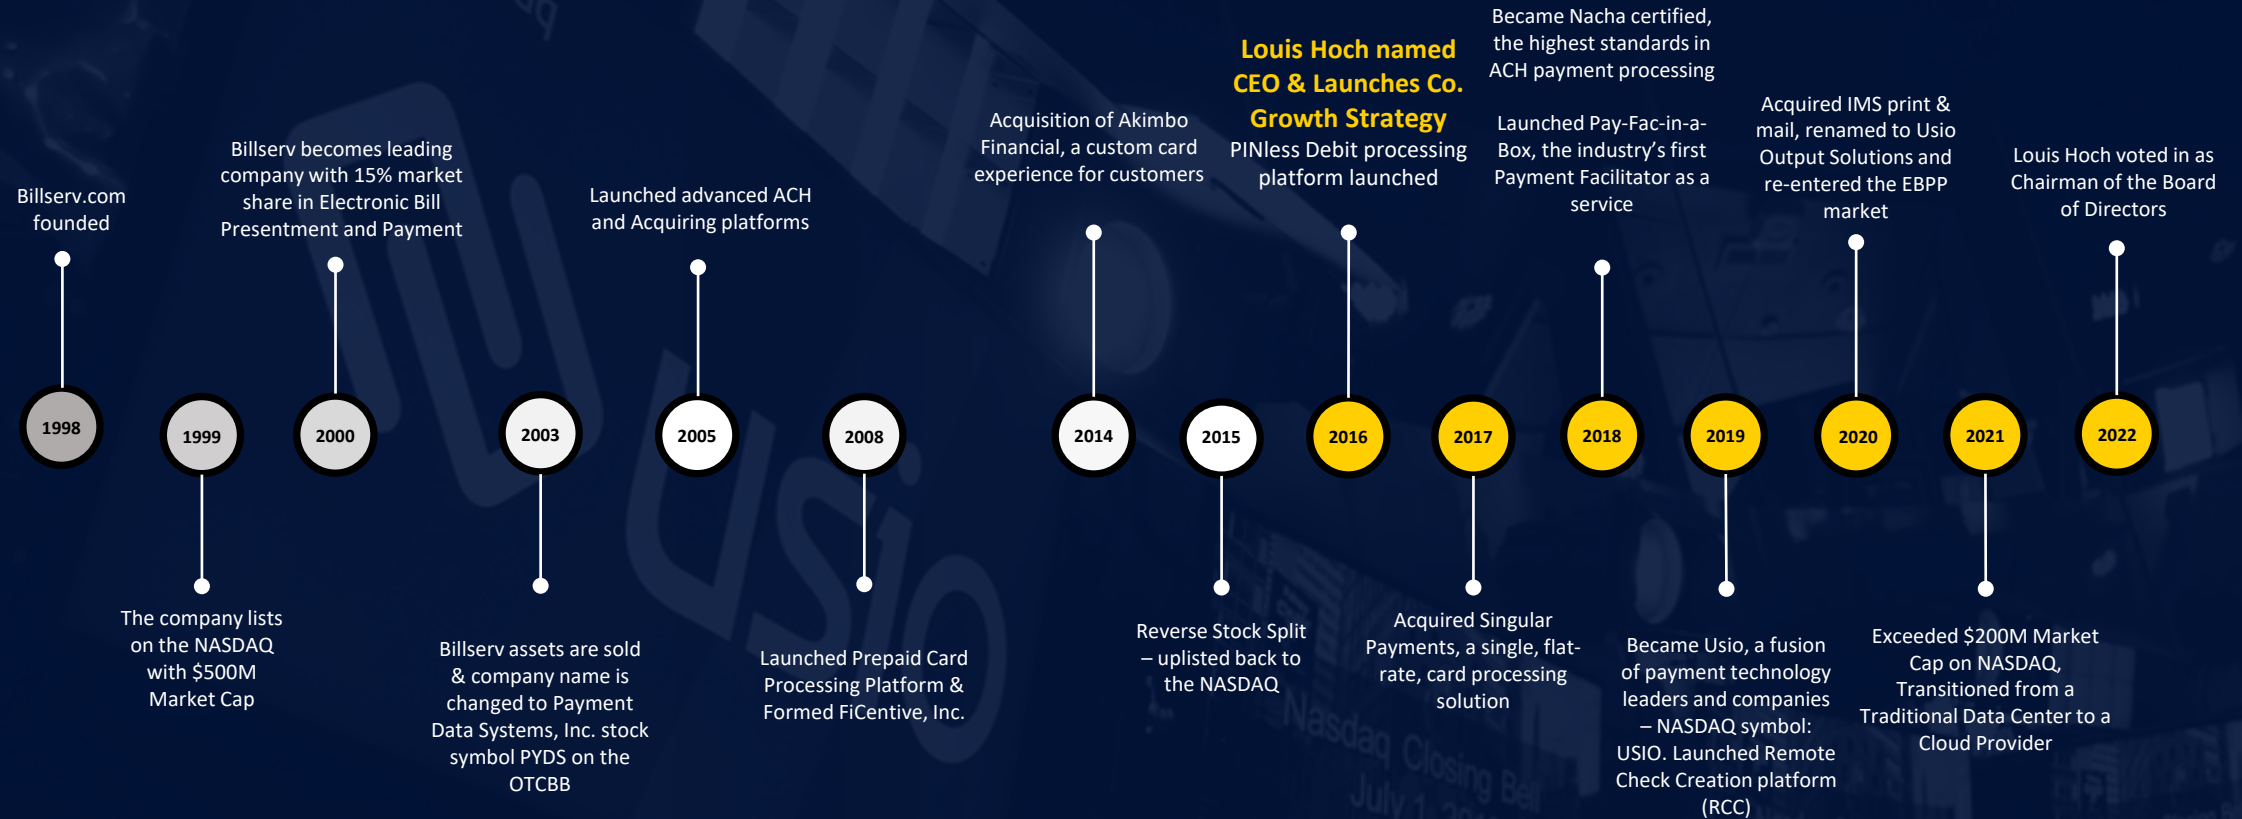 Billserv.com
founded
1998
1999
The company lists
on the NASDAQ
with $500M
Market Cap
Billserv becomes leading
company with 15% market
share in Electronic Bill
Presentment and Payment
2000
2003
Billserv assets are sold
& company name is
changed to Payment
Data Systems, Inc. stock
symbol PYDS on the
OTCBB
Launched advanced ACH
and Acquiring platforms
2005
2008
Launched Prepaid Card
Processing Platform &
Formed FiCentive, Inc.
Acquisition of Akimbo
Financial, a custom card
experience for customers
2014
2015
Reverse Stock Split
– uplisted back to
the NASDAQ
Louis Hoch named
CEO & Launches Co.
Growth Strategy
PINless Debit processing
platform launched
2016
2017
Acquired Singular
Payments, a single, flat-
rate, card processing
solution
Became Nacha certified,
the highest standards in
ACH payment processing
Launched Pay-Fac-in-a-
Box, the industry’s first
Payment Facilitator as a
service
2018
2019
Became Usio, a fusion
of payment technology
leaders and companies
– NASDAQ symbol:
USIO. Launched Remote
Check Creation platform
(RCC)
Acquired IMS print &
mail, renamed to Usio
Output Solutions and
re-entered the EBPP
market
2020
2021
Exceeded $200M Market
Cap on NASDAQ,
Transitioned from a
Traditional Data Center to a
Cloud Provider
Louis Hoch voted in as
Chairman of the Board
of Directors
2022
usio
Nasdaq Closing Bell
July 1,